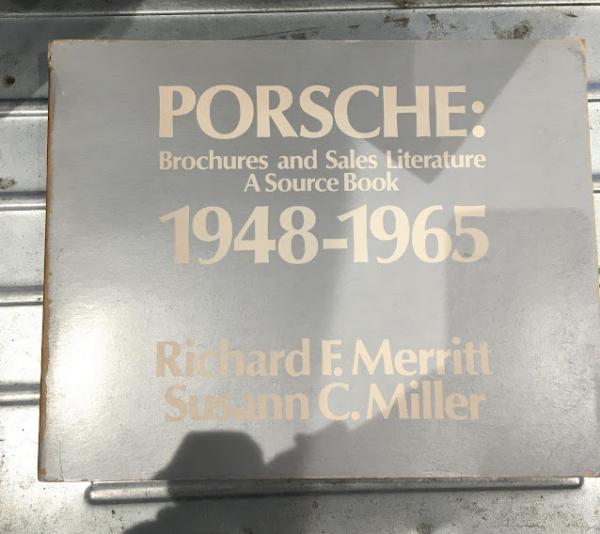 PORSCHE:
Brochures and Sales Literature
A Source Book
1948-1965
Richard F. Merritt
Susann C. Miller